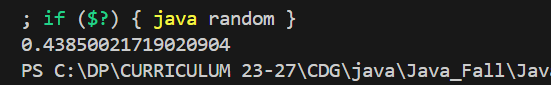 ; if ($?) { java random }
0.43850021719020904
PS C:\DP\CURRICULUM 23-27\CDG\java\Java_Fall\Jav